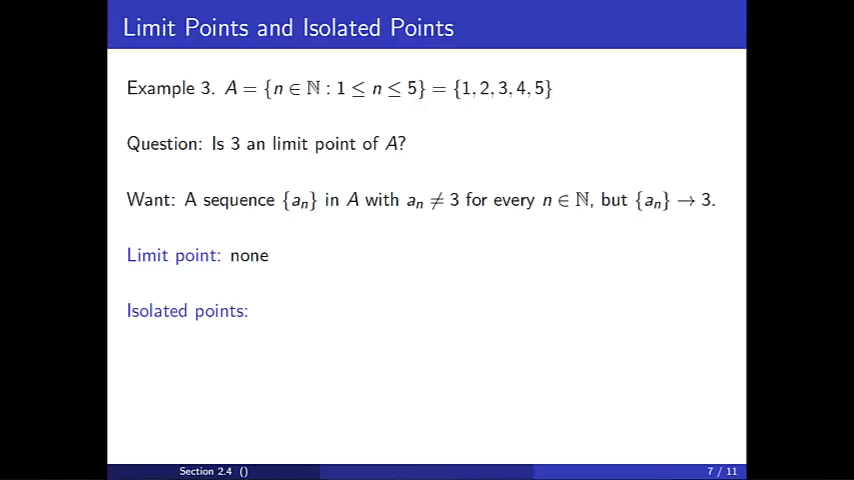 Limit Points and Isolated Points
Example 3. A = {n ∈ ℕ : 1 ≤ n ≤ 5} = {1, 2, 3, 4, 5}
Question: Is 3 an limit point of A?
Want: A sequence {aₙ} in A with aₙ ≠ 3 for every n ∈ ℕ, but {aₙ} → 3.
Limit point: none
Isolated points:
Section 2.4 ()
7 / 11